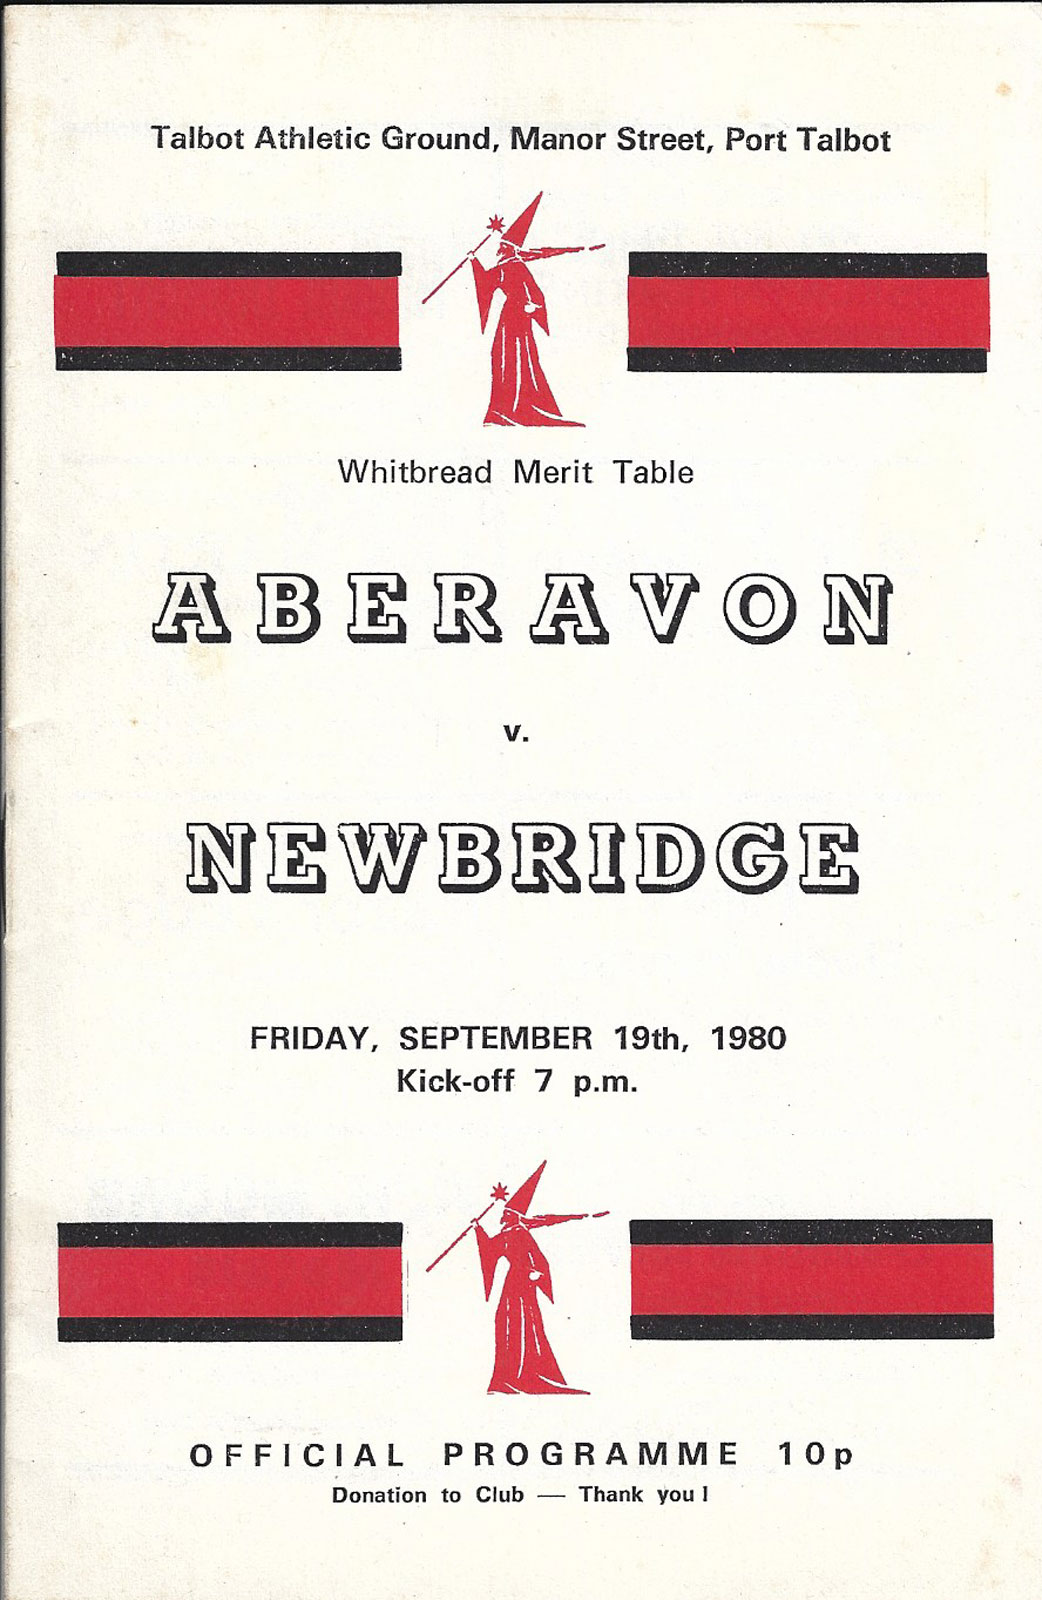 Talbot Athletic Ground, Manor Street, Port Talbot
Whitbread Merit Table
ABERAVON
v.
NEWBRIDGE
FRIDAY, SEPTEMBER 19th, 1980
Kick-off 7 p.m.
OFFICIAL PROGRAMME 10p
Donation to Club — Thank you!